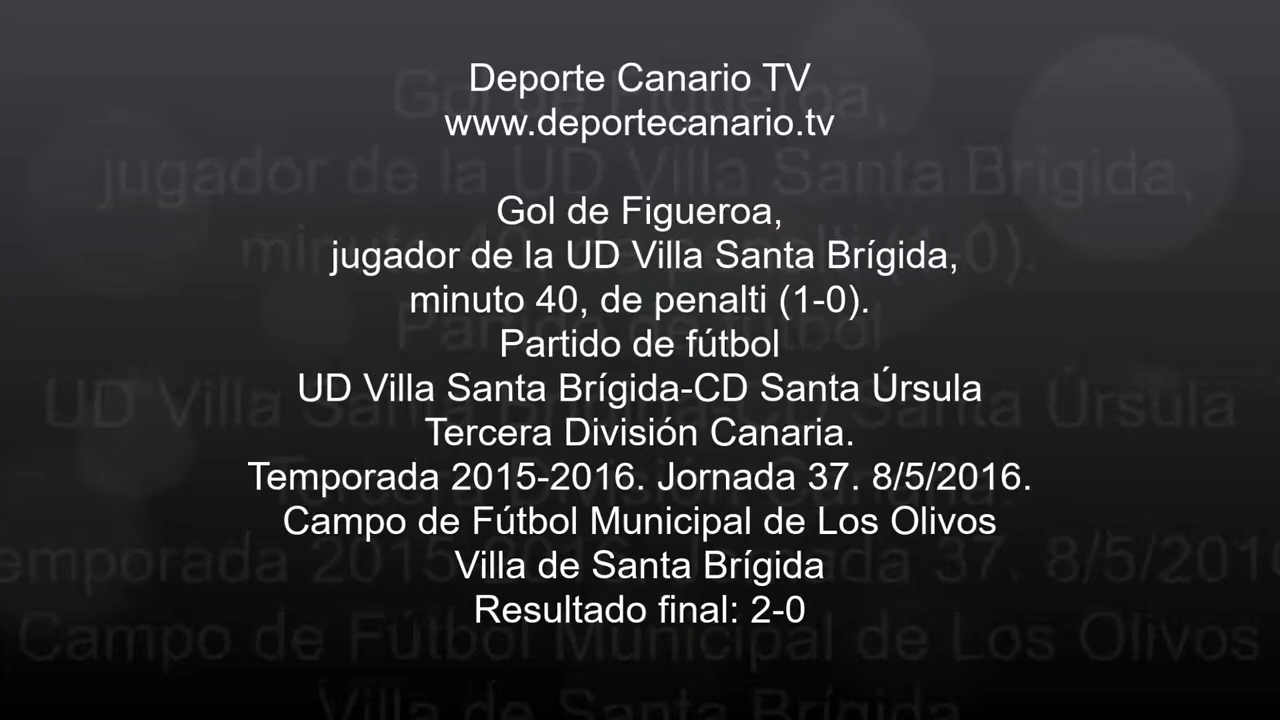 Deporte Canario TV
www.deportecanario.tv
Gol de Figueroa,
jugador de la UD Villa Santa Brígida,
minuto 40, de penalti (1-0).
Partido de fútbol
UD Villa Santa Brígida-CD Santa Úrsula
Tercera División Canaria.
Temporada 2015-2016. Jornada 37. 8/5/2016.
Campo de Fútbol Municipal de Los Olivos
Villa de Santa Brígida
Resultado final: 2-0